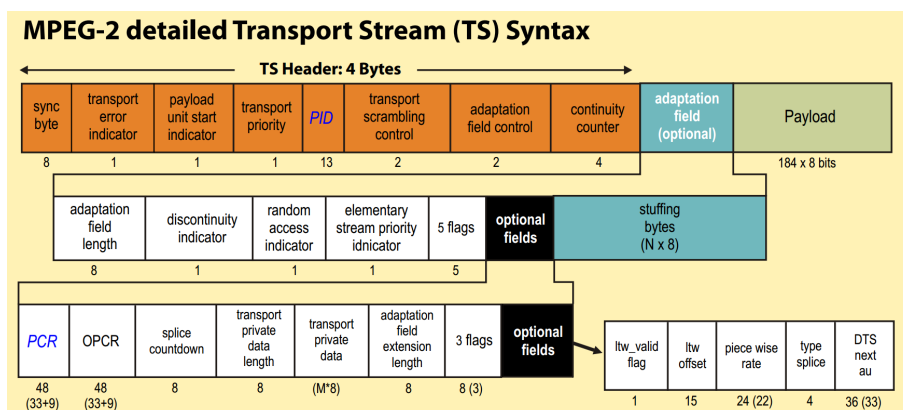 MPEG-2 detailed Transport Stream (TS) Syntax
TS Header: 4 Bytes
sync
byte
transport
error
indicator
payload
unit start
indicator
transport
priority
PID
transport
scrambling
control
adaptation
field control
continuity
counter
adaptation
field
(optional)
Payload
8
1
1
1
13
2
2
4
184 x 8 bits
adaptation
field
length
discontinuity
indicator
random
access
indicator
elementary
stream priority
idnicator
5 flags
optional
fields
stuffing
bytes
(N x 8)
8
1
1
1
5
PCR
OPCR
splice
countdown
transport
private
data
length
transport
private
data
adaptation
field
extension
length
3 flags
optional
fields
48
(33+9)
48
(33+9)
8
8
(M*8)
8
8 (3)
ltw_valid
flag
ltw
offset
piece wise
rate
type
splice
DTS
next
au
1
15
24 (22)
4
36 (33)